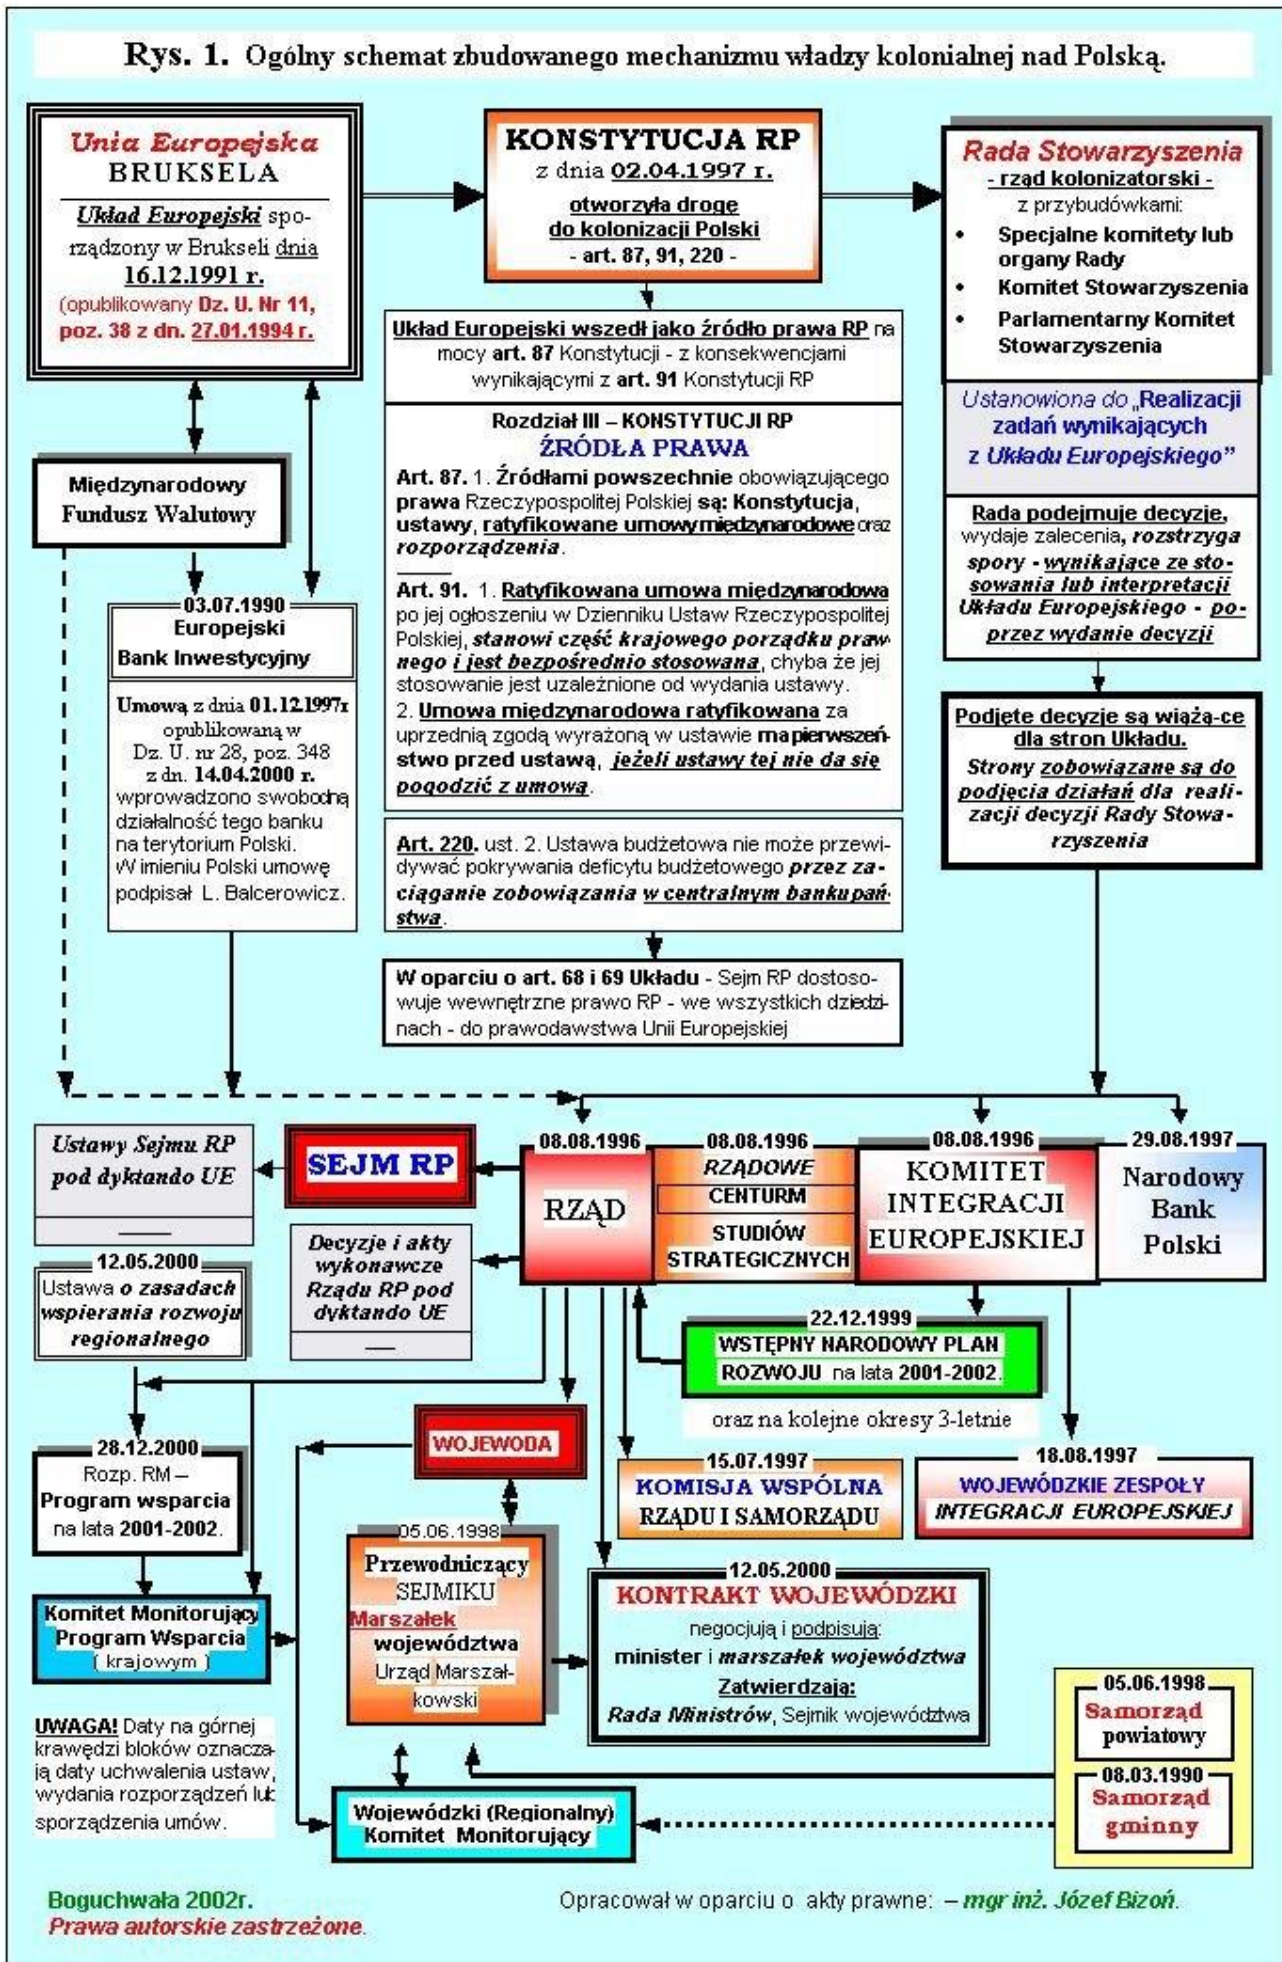 Rys. 1. Ogólny schemat zbudowanego mechanizmu władzy kolonialnej nad Polską.
Unia Europejska
BRUKSELA
Układ Europejski spo-
rządzony w Brukseli dnia
16.12.1991 r.
(opublikowany Dz. U. Nr 11,
poz. 38 z dn. 27.01.1994 r.
KONSTYTUCJA RP
z dnia 02.04.1997 r.
otworzyła drogę
do kolonizacji Polski
- art. 87, 91, 220 -
Rada Stowarzyszenia
- rząd kolonizatorski -
z przybudówkami:
• Specjalne komitety lub
organy Rady
• Komitet Stowarzyszenia
• Parlamentarny Komitet
Stowarzyszenia
Ustanowiona do „Realizacji
zadań wynikających
z Układu Europejskiego”
Rada podejmuje decyzje,
wydaje zalecenia, rozstrzyga
spory - wynikające ze sto-
sowania lub interpretacji
Układu Europejskiego - po-
przez wydanie decyzji
Podjęte decyzje są wiążą-ce
dla stron Układu.
Strony zobowiązane są do
podjęcia działań dla reali-
zacji decyzji Rady Stowa-
rzyszenia
Układ Europejski wszedł jako źródło prawa RP na
mocy art. 87 Konstytucji - z konsekwencjami
wynikającymi z art. 91 Konstytucji RP
Rozdział III – KONSTYTUCJI RP
ŹRÓDŁA PRAWA
Art. 87. 1. Źródłami powszechnie obowiązującego
prawa Rzeczypospolitej Polskiej są: Konstytucja,
ustawy, ratyfikowane umowy międzynarodowe oraz
rozporządzenia.
Art. 91. 1. Ratyfikowana umowa międzynarodowa
po jej ogłoszeniu w Dzienniku Ustaw Rzeczypospolitej
Polskiej, stanowi część krajowego porządku praw-
nego i jest bezpośrednio stosowana, chyba że jej
stosowanie jest uzależnione od wydania ustawy.
2. Umowa międzynarodowa ratyfikowana za
uprzednią zgodą wyrażoną w ustawie ma pierwszeń-
stwo przed ustawą, jeżeli ustawy tej nie da się
pogodzić z umową.
Art. 220. ust. 2. Ustawa budżetowa nie może przewi-
dywać pokrywania deficytu budżetowego przez za-
ciąganie zobowiązania w centralnym banku pań-
stwa.
W oparciu o art. 68 i 69 Układu - Sejm RP dostoso-
wuje wewnętrzne prawo RP - we wszystkich dziedzi-
nach - do prawodawstwa Unii Europejskiej
Międzynarodowy
Fundusz Walutowy
03.07.1990
Europejski
Bank Inwestycyjny
Umową z dnia 01.12.1997r
opublikowaną w
Dz. U. nr 28, poz. 348
z dn. 14.04.2000 r.
wprowadzono swobodną
działalność tego banku
na terytorium Polski.
W imieniu Polski umowę
podpisał L. Balcerowicz.
Ustawy Sejmu RP
pod dyktando UE
SEJM RP
08.08.1996
RZĄD
08.08.1996
RZĄDOWE
CENTURM
STUDIÓW
STRATEGICZNYCH
08.08.1996
KOMITET
INTEGRACJI
EUROPEJSKIEJ
29.08.1997
Narodowy
Bank
Polski
Decyzje i akty
wykonawcze
Rządu RP pod
dyktando UE
12.05.2000
Ustawa o zasadach
wspierania rozwoju
regionalnego
22.12.1999
WSTĘPNY NARODOWY PLAN
ROZWOJU na lata 2001-2002.
oraz na kolejne okresy 3-letnie
WOJEWODA
28.12.2000
Rozp. RM –
Program wsparcia
na lata 2001-2002.
15.07.1997
KOMISJA WSPÓLNA
RZĄDU I SAMORZĄDU
18.08.1997
WOJEWÓDZKIE ZESPOŁY
INTEGRACJI EUROPEJSKIEJ
05.06.1998
Przewodniczący
SEJMIKU
Marszałek
województwa
Urząd Marszał-
kowski
12.05.2000
KONTRAKT WOJEWÓDZKI
negocjują i podpisują:
minister i marszałek województwa
Zatwierdzają:
Rada Ministrów, Sejmik województwa
Komitet Monitorujący
Program Wsparcia
( krajowym )
05.06.1998
Samorząd
powiatowy
08.03.1990
Samorząd
gminny
UWAGA! Daty na górnej
krawędzi bloków oznacza-
ją daty uchwalenia ustaw,
wydania rozporządzeń lub
sporządzenia umów.
Wojewódzki (Regionalny)
Komitet Monitorujący
Boguchwała 2002r.
Prawa autorskie zastrzeżone.
Opracował w oparciu o akty prawne: – mgr inż. Józef Bizoń.